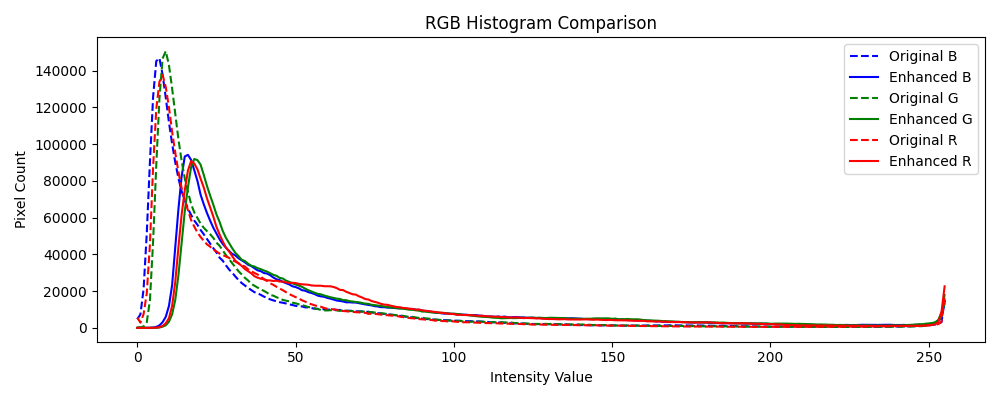 RGB Histogram Comparison
Original B
Enhanced B
Original G
Enhanced G
Original R
Enhanced R
Pixel Count
140000
120000
100000
80000
60000
40000
20000
0
0 50 100 150 200 250
Intensity Value